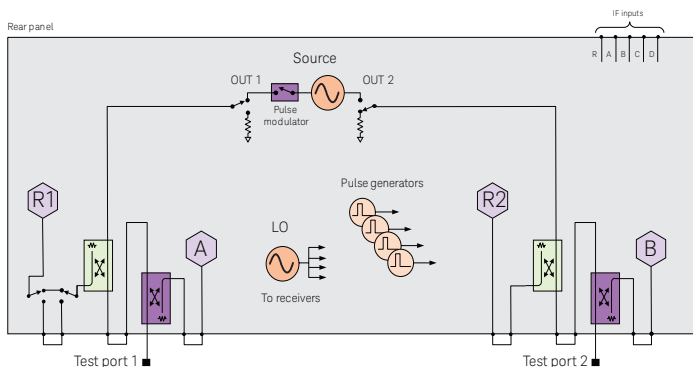 IF inputs
Rear panel
R A B C D
Source
OUT 1
OUT 2
Pulse
modulator
Pulse generators
R1
R2
A
B
LO
To receivers
Test port 1
Test port 2